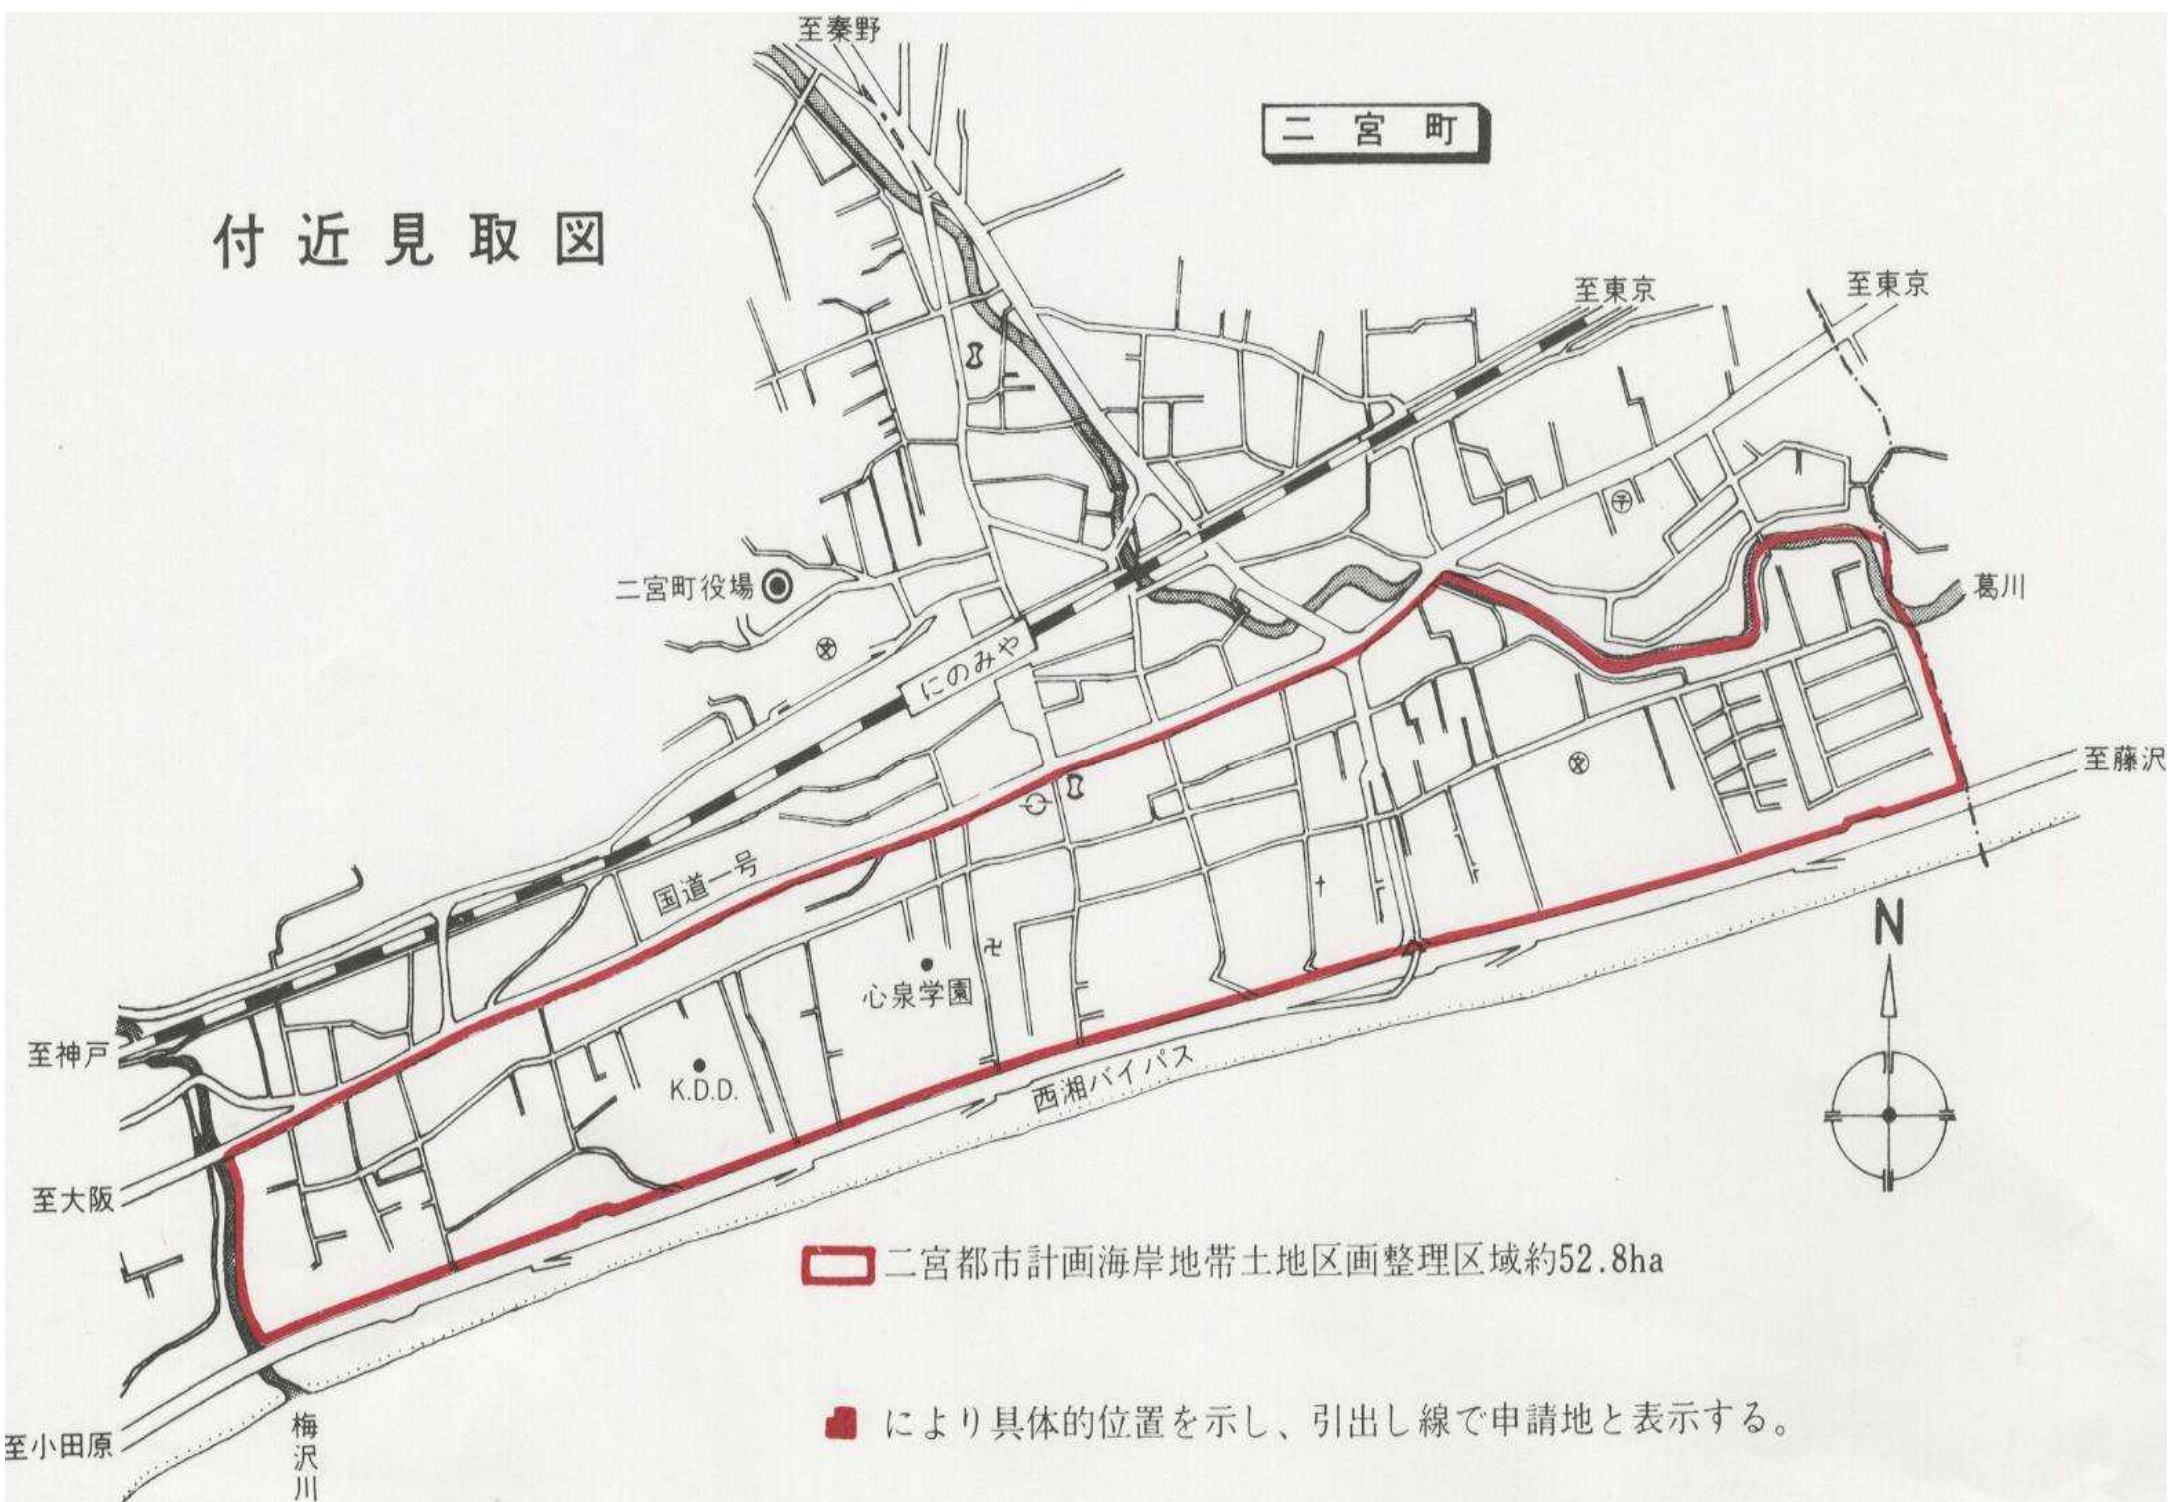 至秦野
二宮町
付近見取図
至東京
至東京
二宮町役場
葛川
にのみや
至藤沢
国道一号
卍
N
心泉学園
至神戸
K.D.D.
西湘バイパス
至大阪
二宮都市計画海岸地帯土地区画整理区域約52.8ha
により具体的位置を示し、引出し線で申請地と表示する。
至小田原
梅沢川